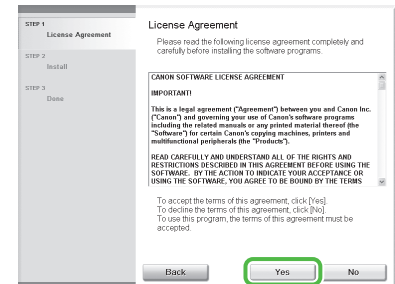 STEP 1
License Agreement
STEP 2
Install
STEP 3
Done
License Agreement
Please read the following license agreement completely and
carefully before installing the software programs.
CANON SOFTWARE LICENSE AGREEMENT
IMPORTANT!
This is a legal agreement ("Agreement") between you and Canon Inc.
("Canon") and governing your use of Canon's software programs
including the related manuals or any printed material thereof (the
"Software") for certain Canon's copying machines, printers and
multifunctional peripherals (the "Products").
READ CAREFULLY AND UNDERSTAND ALL OF THE RIGHTS AND
RESTRICTIONS DESCRIBED IN THIS AGREEMENT BEFORE USING THE
SOFTWARE. BY THE ACTION TO INDICATE YOUR ACCEPTANCE OR
USING THE SOFTWARE, YOU AGREE TO BE BOUND BY THE TERMS
To accept the terms of this agreement, click [Yes].
To decline the terms of this agreement, click [No].
To use this program, the terms of this agreement must be
accepted.
Back
Yes
No